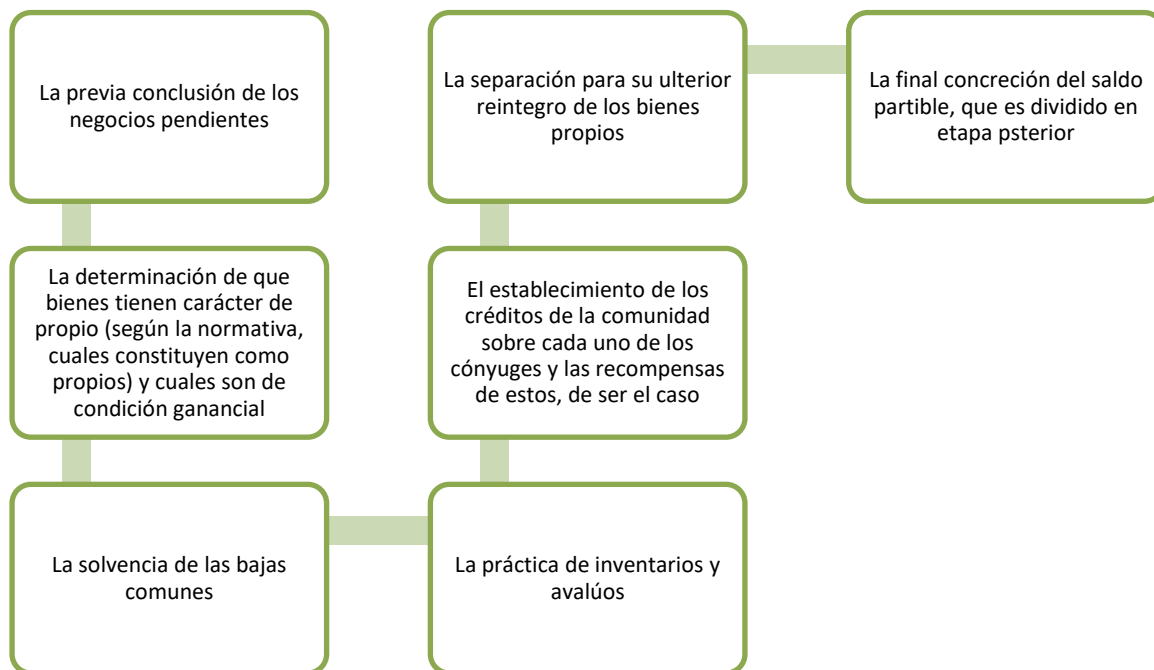 La previa conclusión de los
negocios pendientes
La determinación de que
bienes tienen carácter de
propio (según la normativa,
cuales constituyen como
propios) y cuales son de
condición ganancial
La solvencia de las bajas
comunes
La práctica de inventarios y
avalúos
El establecimiento de los
créditos de la comunidad
sobre cada uno de los
cónyuges y las recompensas
de estos, de ser el caso
La separación para su ulterior
reintegro de los bienes
propios
La final concreción del saldo
partible, que es dividido en
etapa psterior